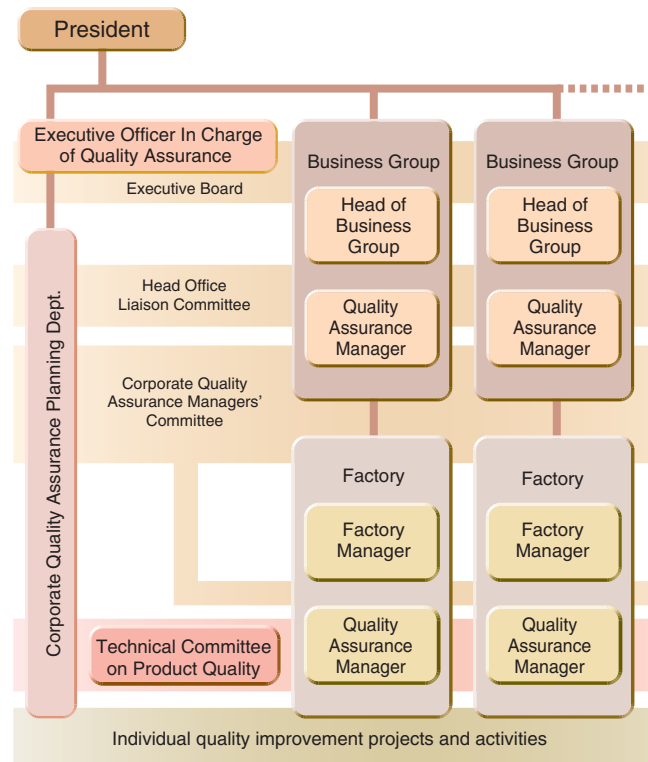 President
Executive Officer In Charge
of Quality Assurance
Executive Board
Corporate Quality Assurance Planning Dept.
Head Office
Liaison Committee
Corporate Quality
Assurance Managers'
Committee
Technical Committee
on Product Quality
Business Group
Head of
Business
Group
Quality
Assurance
Manager
Factory
Factory
Manager
Quality
Assurance
Manager
Business Group
Head of
Business
Group
Quality
Assurance
Manager
Factory
Factory
Manager
Quality
Assurance
Manager
Individual quality improvement projects and activities